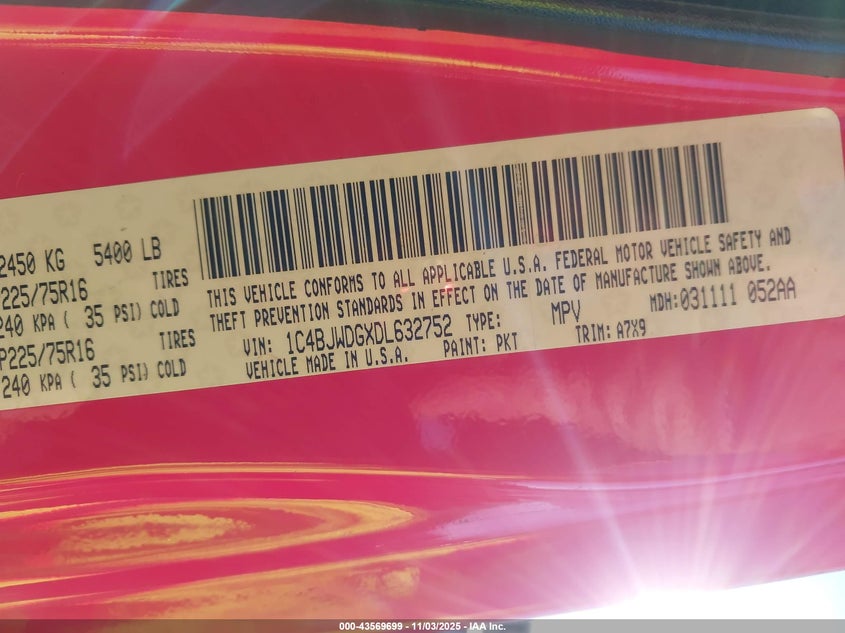 2450 KG 5400 LB
P225/75R16 TIRES
240 KPA ( 35 PSI) COLD
P225/75R16 TIRES
240 KPA ( 35 PSI) COLD
THIS VEHICLE CONFORMS TO ALL APPLICABLE U.S.A. FEDERAL MOTOR VEHICLE SAFETY AND
THEFT PREVENTION STANDARDS IN EFFECT ON THE DATE OF MANUFACTURE SHOWN ABOVE.
VIN: 1C4BJWDGXDL632752 TYPE: MPV MDH:031111 052AA
VEHICLE MADE IN U.S.A. PAINT: PKT TRIM: A7X9
000-43569699 - 11/03/2025 - IAA Inc.